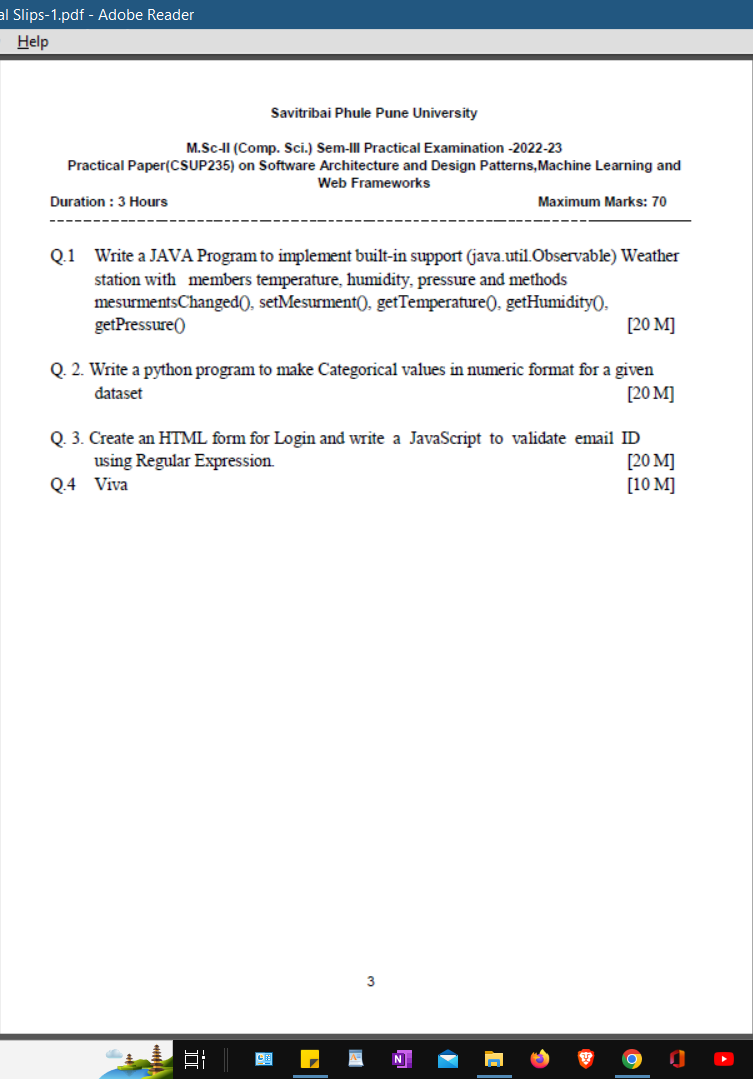 al Slips-1.pdf - Adobe Reader
Help
Savitribai Phule Pune University
M.Sc-II (Comp. Sci.) Sem-III Practical Examination -2022-23
Practical Paper(CSUP235) on Software Architecture and Design Patterns,Machine Learning and
Web Frameworks
Duration : 3 Hours Maximum Marks: 70
Q.1 Write a JAVA Program to implement built-in support (java.util.Observable) Weather
station with members temperature, humidity, pressure and methods
mesurmentsChanged(), setMesurment(), getTemperature(), getHumidity(),
getPressure() [20 M]
Q. 2. Write a python program to make Categorical values in numeric format for a given
dataset [20 M]
Q. 3. Create an HTML form for Login and write a JavaScript to validate email ID
using Regular Expression. [20 M]
Q.4 Viva [10 M]
3